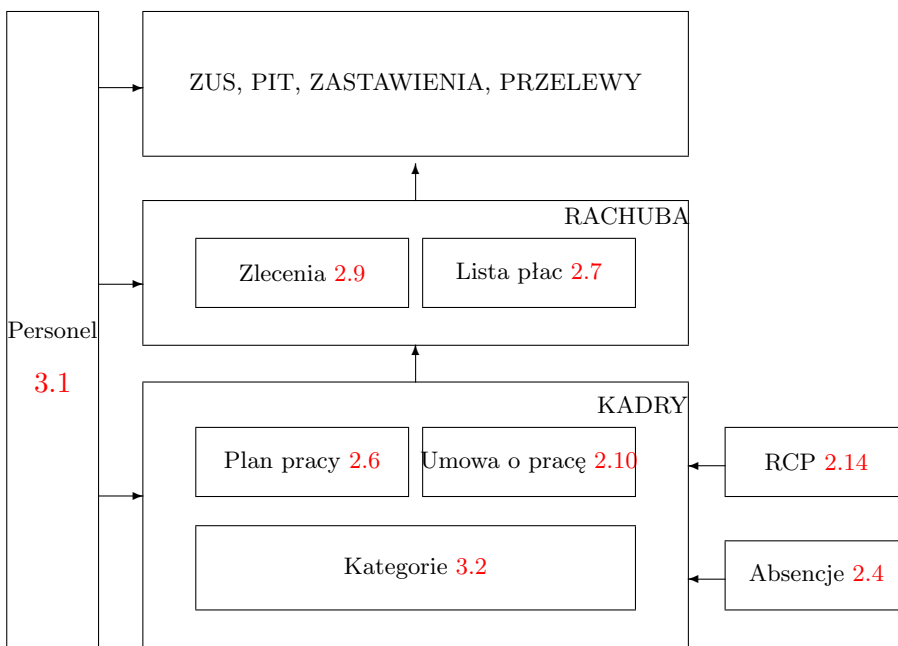 ZUS, PIT, ZASTAWIENIA, PRZELEWY
RACHUBA
Zlecenia 2.9
Lista płac 2.7
Personel
3.1
KADRY
Plan pracy 2.6
Umowa o pracę 2.10
RCP 2.14
Kategorie 3.2
Absencje 2.4